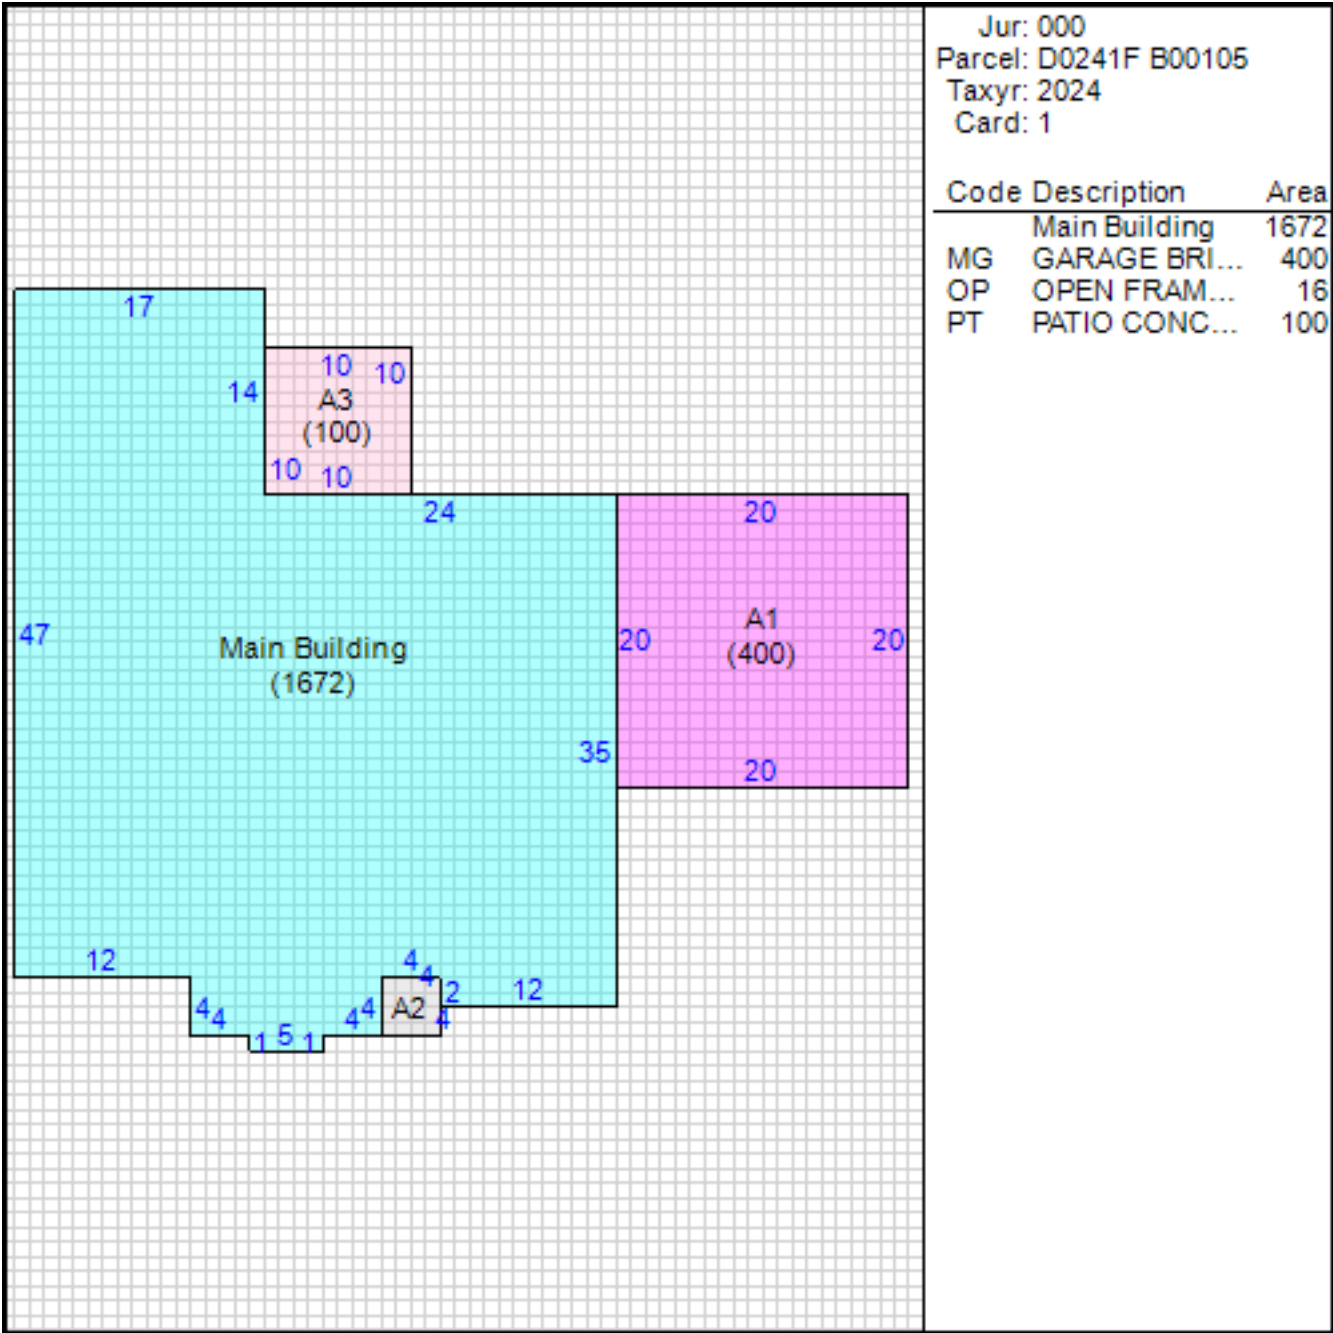 Jur: 000
Parcel: D0241F B00105
Taxyr: 2024
Card: 1
Code Description Area
Main Building 1672
MG GARAGE BRI... 400
OP OPEN FRAM... 16
PT PATIO CONC... 100
17
10 10
14
A3
(100)
10 10
24
20
47
Main Building
(1672)
20
A1
(400)
20
35
20
12
4
4
2
12
4
4
4
4
A2
4
1
5
1